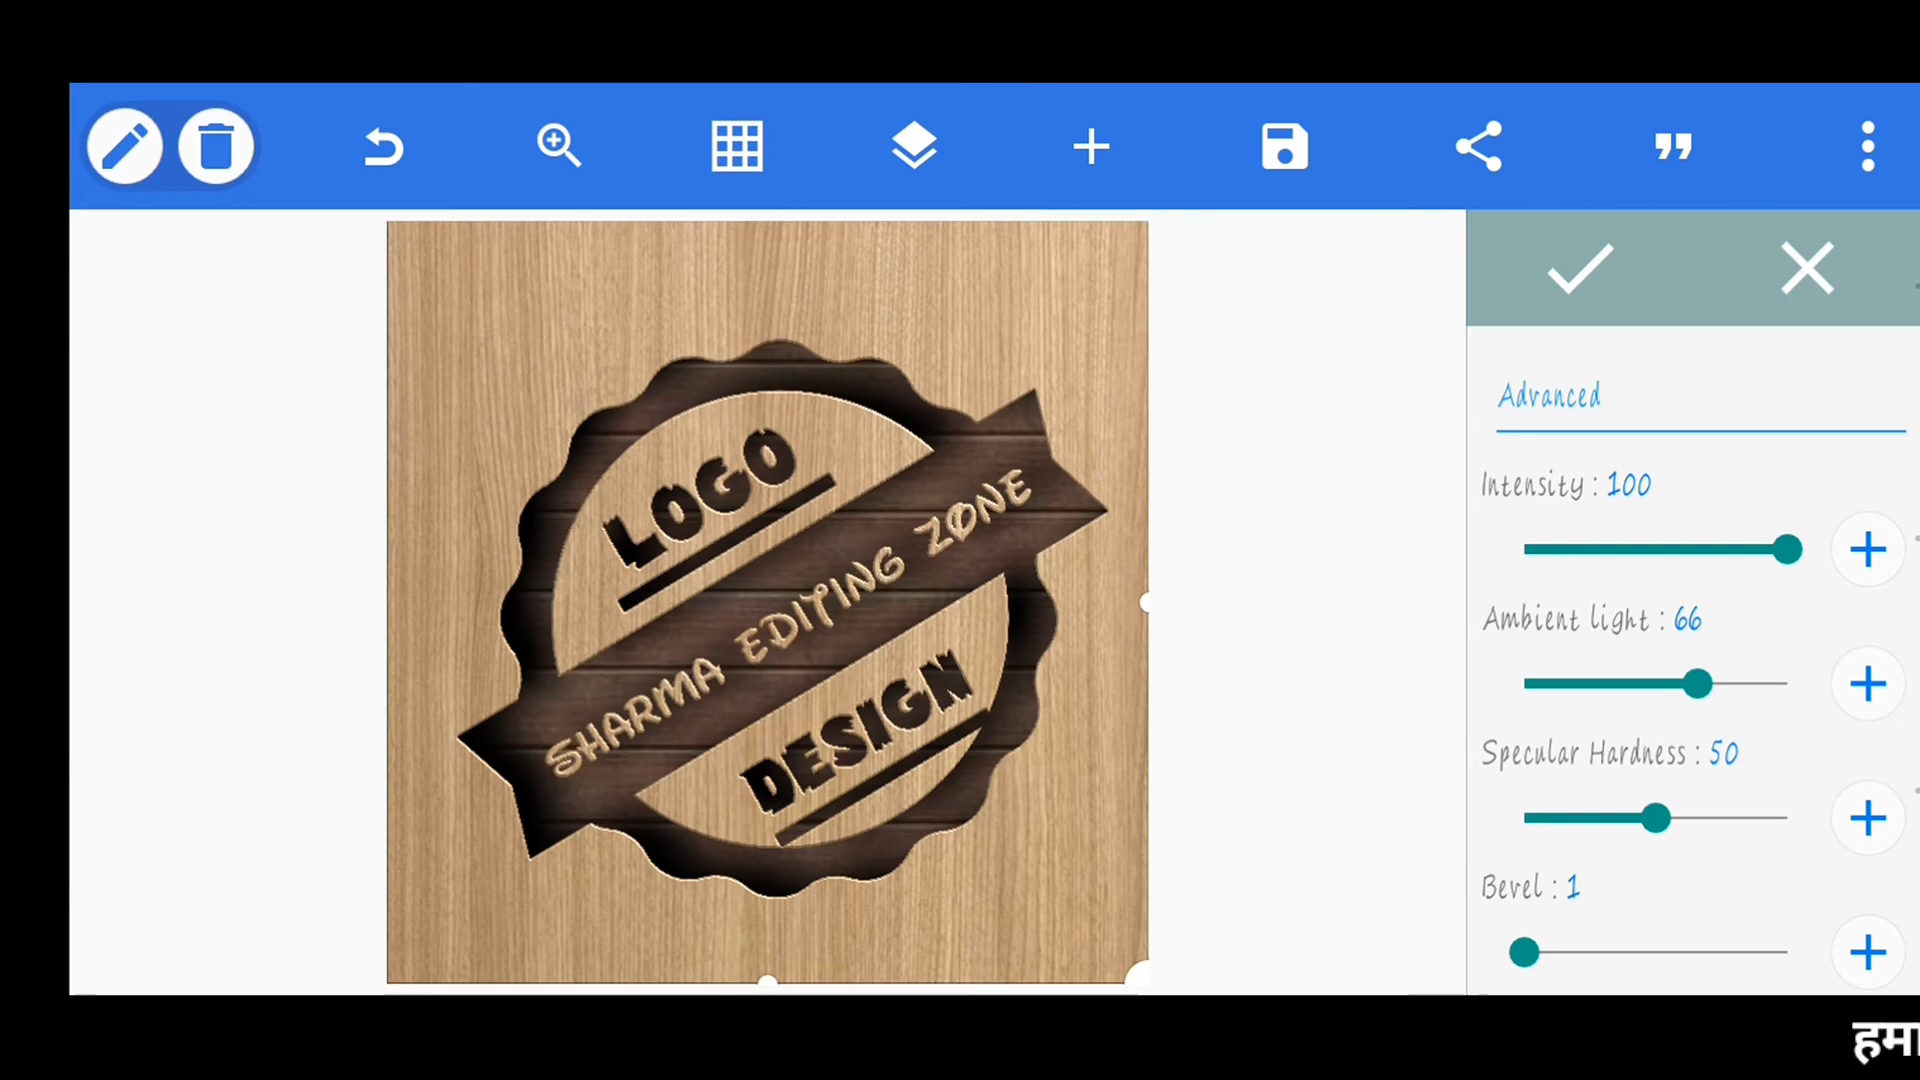 Advanced
Intensity : 100
Ambient light : 66
Specular Hardness : 50
Bevel : 1
LOGO
SHARMA EDITING ZONE
DESIGN